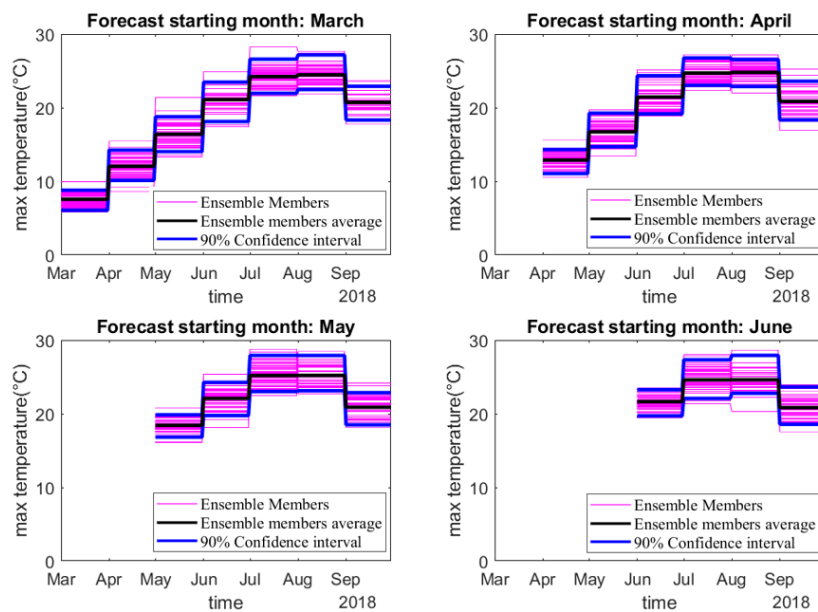 Forecast starting month: March
30
20
10
0
max temperature(°C)
Ensemble Members
Ensemble members average
90% Confidence interval
Mar Apr May Jun Jul Aug Sep
time
2018
Forecast starting month: April
30
20
10
0
max temperature(°C)
Ensemble Members
Ensemble members average
90% Confidence interval
Mar Apr May Jun Jul Aug Sep
time
2018
Forecast starting month: May
30
20
10
0
max temperature(°C)
Ensemble Members
Ensemble members average
90% Confidence interval
Mar Apr May Jun Jul Aug Sep
time
2018
Forecast starting month: June
30
20
10
0
max temperature(°C)
Ensemble Members
Ensemble members average
90% Confidence interval
Mar Apr May Jun Jul Aug Sep
time
2018